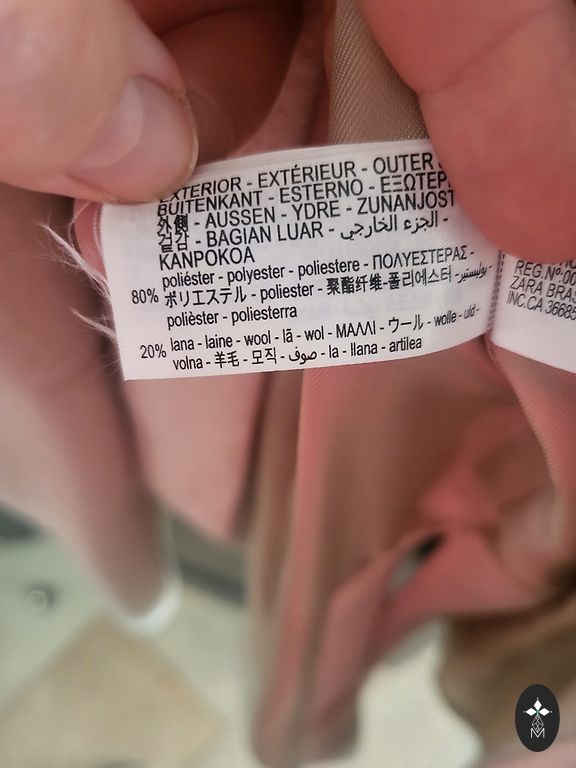 EXTERIOR - EXTÉRIEUR - OUTER
BUITENKANT - ESTERNO - ΕΞΩΤΕΡ
外側 - AUSSEN - YDRE - ZUNANJOST
겉감 - BAGIAN LUAR - الجزء الخارجي -
KANPOKOA
poliéster - polyester - poliestere - ΠΟΛΥΕΣΤΕΡΑΣ -
80% ポリエステル - poliester - 聚酯纤维 - 폴리에스터 - بوليستير -
polièster - poliesterra
20% lana - laine - wool - lã - wol - ΜΑΛΛΙ - ウール - wolle - uld -
volna - 羊毛 - 모직 - صوف - la - llana - artilea
REG.Nº:00
ZARA BRAS
INC.CA 36685
M